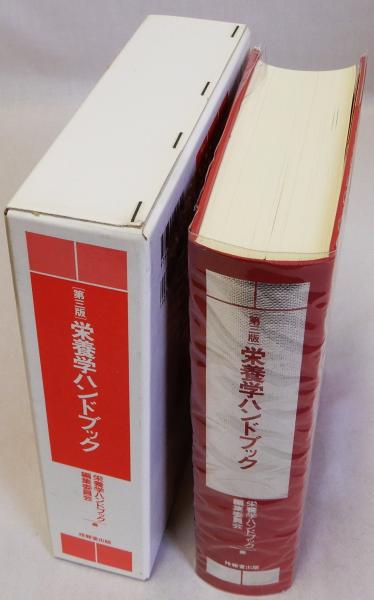 ［第三版］
栄養学ハンドブック
栄養学ハンドブック
編集委員会
編
技報堂出版
第三版
栄養学ハンドブック
栄養学ハンドブック
編集委員会
編
技報堂出版